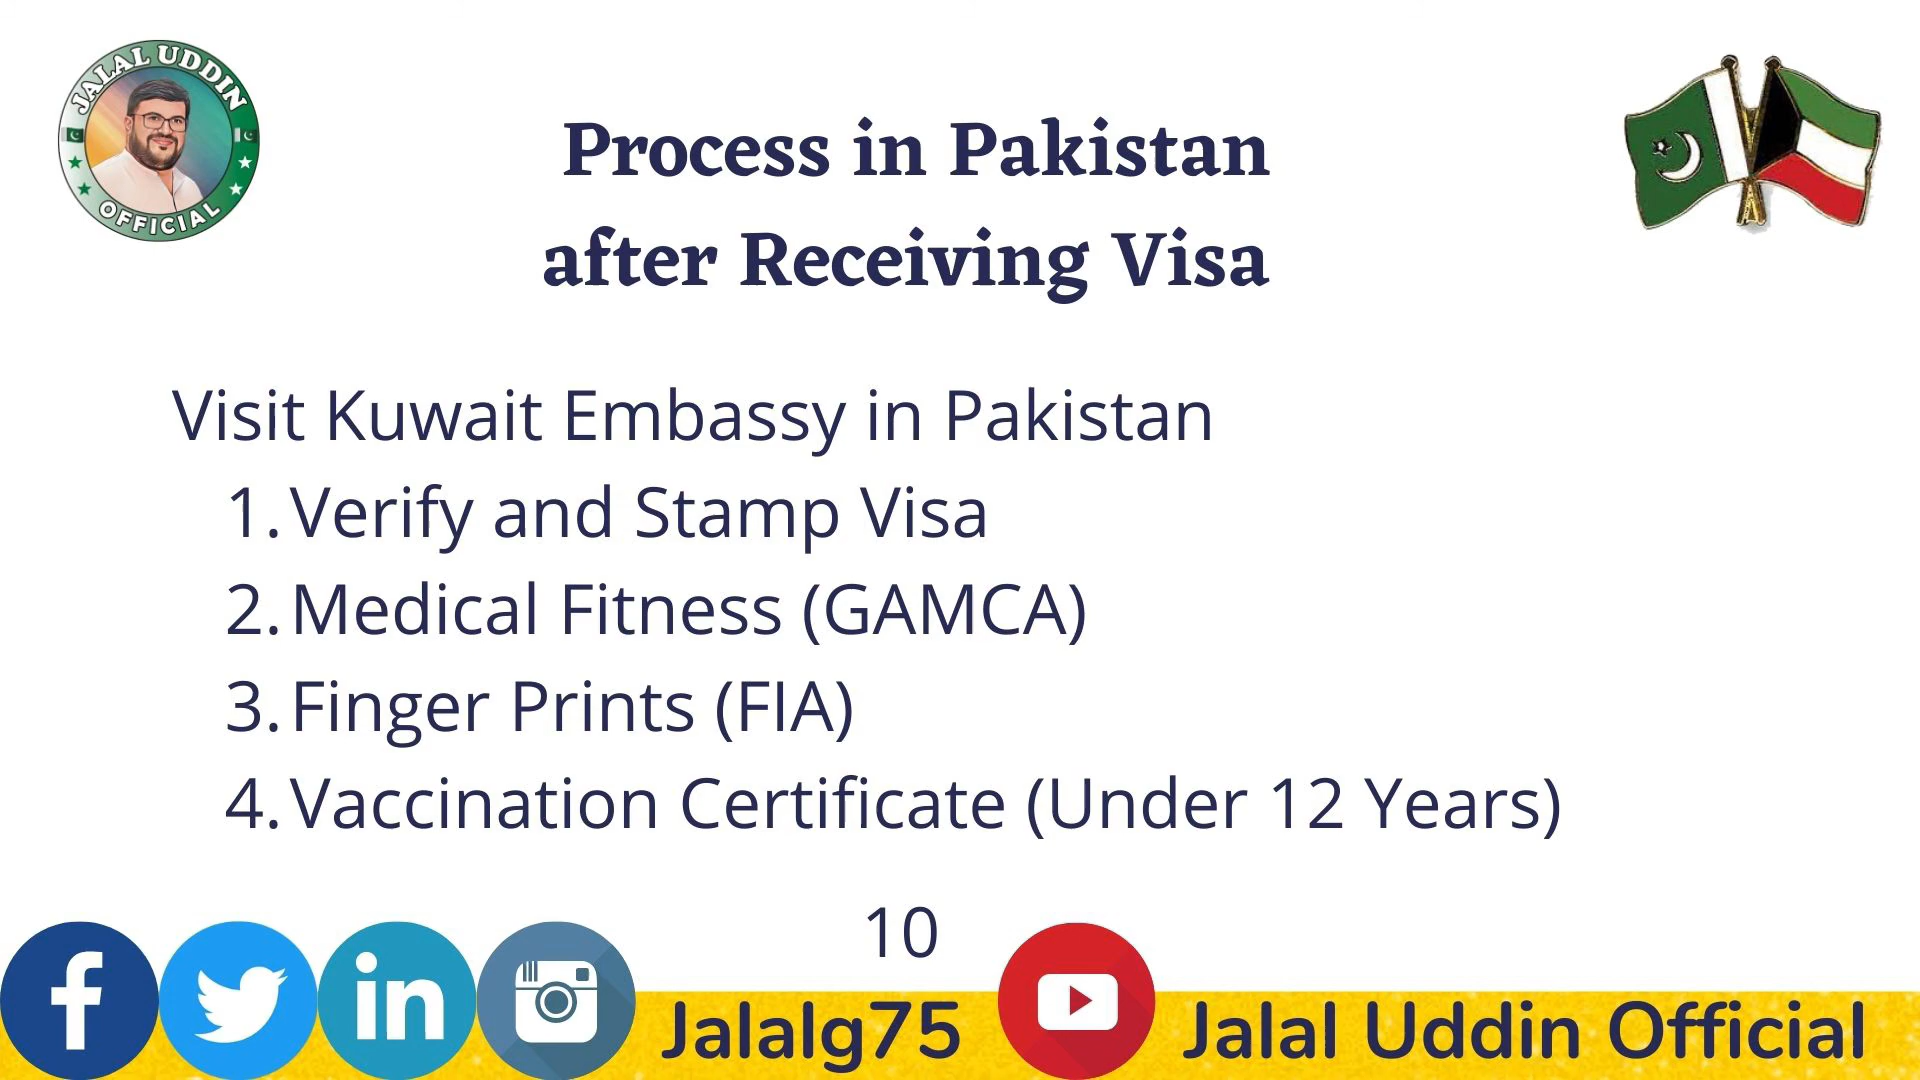 JALAL UDDIN
OFFICIAL
Process in Pakistan
after Receiving Visa
Visit Kuwait Embassy in Pakistan
1. Verify and Stamp Visa
2. Medical Fitness (GAMCA)
3. Finger Prints (FIA)
4. Vaccination Certificate (Under 12 Years)
10
f
in
Jalalg75
Jalal Uddin Official